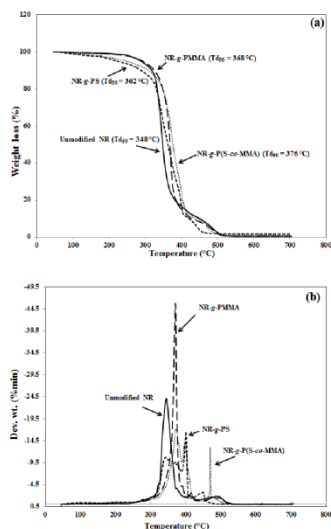 (a)
120
100
80
60
40
20
0
Weight loss (%)
NR-g-PMMA (Td50 = 368°C)
NR-g-PS (Td50 = 362°C)
Unmodified NR (Td50 = 348°C)
NR-g-P(S-co-MMA) (Td50 = 376°C)
0 100 200 300 400 500 600 700 800
Temperature (°C)
(b)
-49.5
-44.5
-39.5
-34.5
-29.5
-24.5
-19.5
-14.5
-9.5
-4.5
0.5
Dev. wt. (%/min)
NR-g-PMMA
Unmodified NR
NR-g-PS
NR-g-P(S-co-MMA)
0 100 200 300 400 500 600 700 800
Temperature (°C)